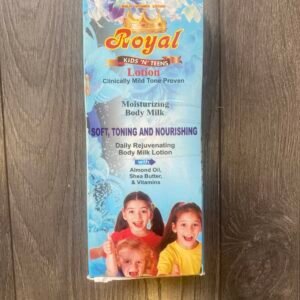 Royal
KIDS 'N' TEENS
Lotion
Clinically Mild Tone Proven
Moisturizing
Body Milk
SOFT, TONING AND NOURISHING
Daily Rejuvenating
Body Milk Lotion
with
Almond Oil,
Shea Butter,
& Vitamins